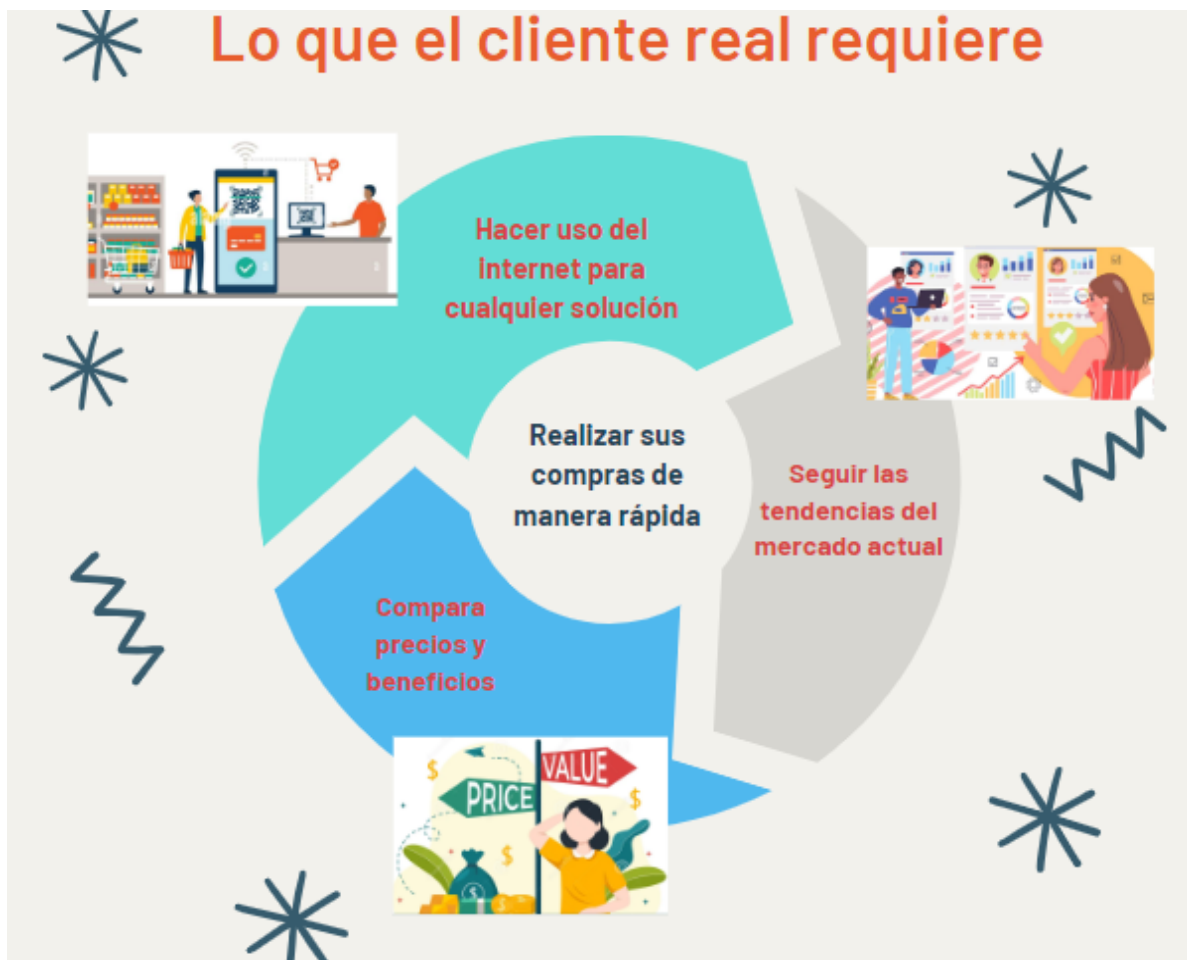 Lo que el cliente real requiere
Hacer uso del
internet para
cualquier solución
Realizar sus
compras de
manera rápida
Seguir las
tendencias del
mercado actual
Compara
precios y
beneficios
VALUE
PRICE